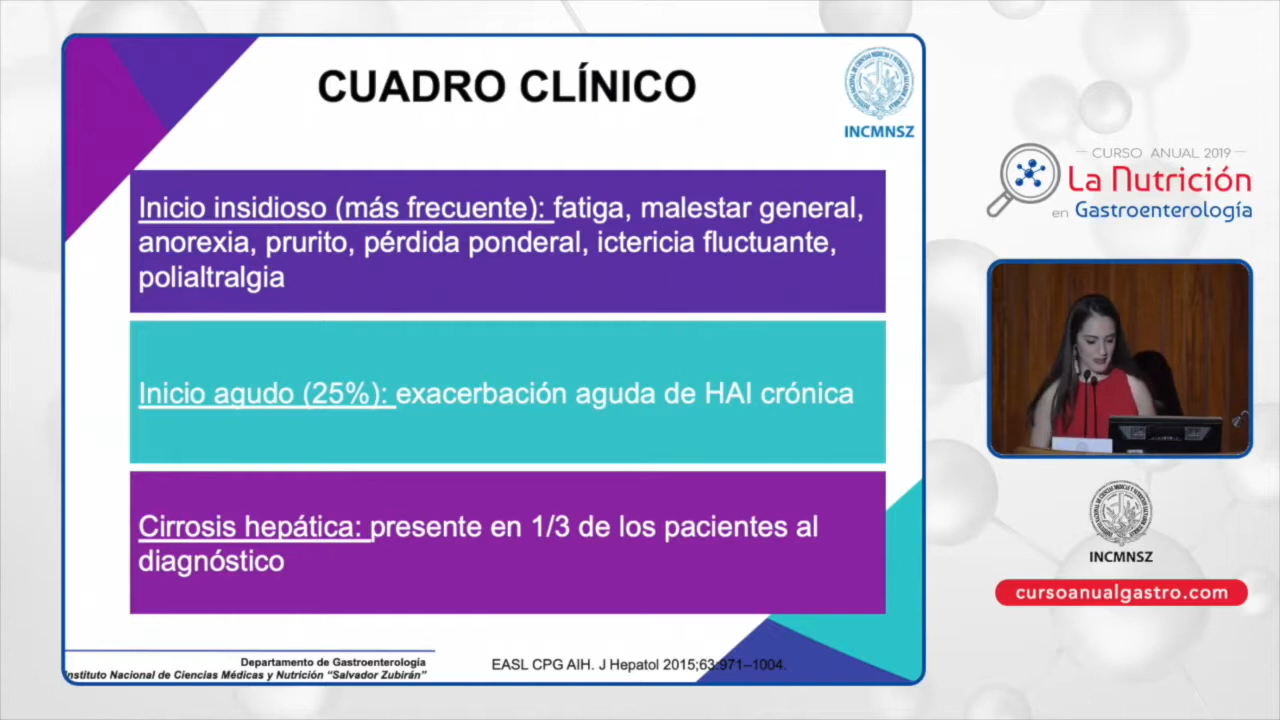 CUADRO CLÍNICO
INCMNSZ
Inicio insidioso (más frecuente): fatiga, malestar general,
anorexia, prurito, pérdida ponderal, ictericia fluctuante,
polialtralgia
Inicio agudo (25%): exacerbación aguda de HAI crónica
Cirrosis hepática: presente en 1/3 de los pacientes al
diagnóstico
Departamento de Gastroenterología
nstituto Nacional de Ciencias Médicas y Nutrición “Salvador Zubirán”
EASL CPG AIH. J Hepatol 2015;63:971–1004.
CURSO ANUAL 2019
La Nutrición
en Gastroenterología
INCMNSZ
cursoanualgastro.com